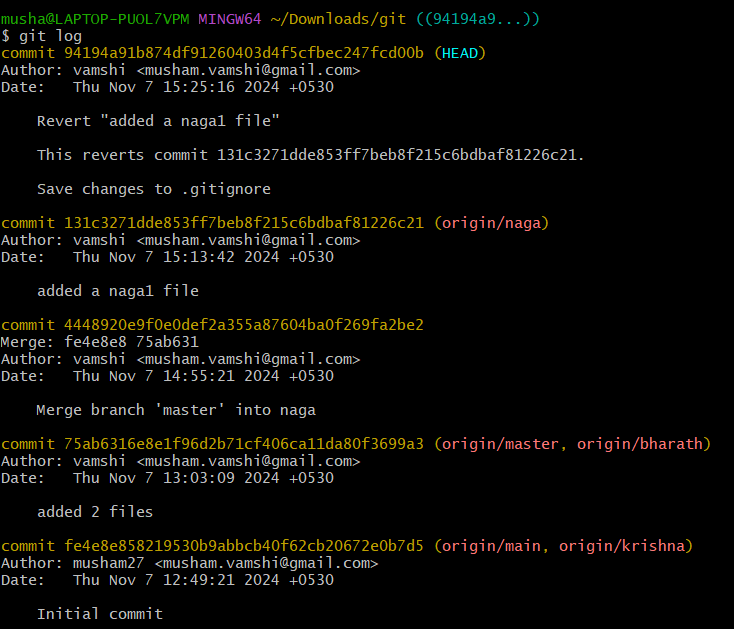 musha@LAPTOP-PUOL7VPM MINGW64 ~/Downloads/git ((94194a9...))
$ git log
commit 94194a91b874df91260403d4f5cfbec247fcd00b (HEAD)
Author: vamshi <musham.vamshi@gmail.com>
Date:   Thu Nov 7 15:25:16 2024 +0530

    Revert "added a naga1 file"

    This reverts commit 131c3271dde853ff7beb8f215c6bdbaf81226c21.

    Save changes to .gitignore

commit 131c3271dde853ff7beb8f215c6bdbaf81226c21 (origin/naga)
Author: vamshi <musham.vamshi@gmail.com>
Date:   Thu Nov 7 15:13:42 2024 +0530

    added a naga1 file

commit 4448920e9f0e0def2a355a87604ba0f269fa2be2
Merge: fe4e8e8 75ab631
Author: vamshi <musham.vamshi@gmail.com>
Date:   Thu Nov 7 14:55:21 2024 +0530

    Merge branch 'master' into naga

commit 75ab6316e8e1f96d2b71cf406ca11da80f3699a3 (origin/master, origin/bharath)
Author: vamshi <musham.vamshi@gmail.com>
Date:   Thu Nov 7 13:03:09 2024 +0530

    added 2 files

commit fe4e8e858219530b9abbcb40f62cb20672e0b7d5 (origin/main, origin/krishna)
Author: musham27 <musham.vamshi@gmail.com>
Date:   Thu Nov 7 12:49:21 2024 +0530

    Initial commit